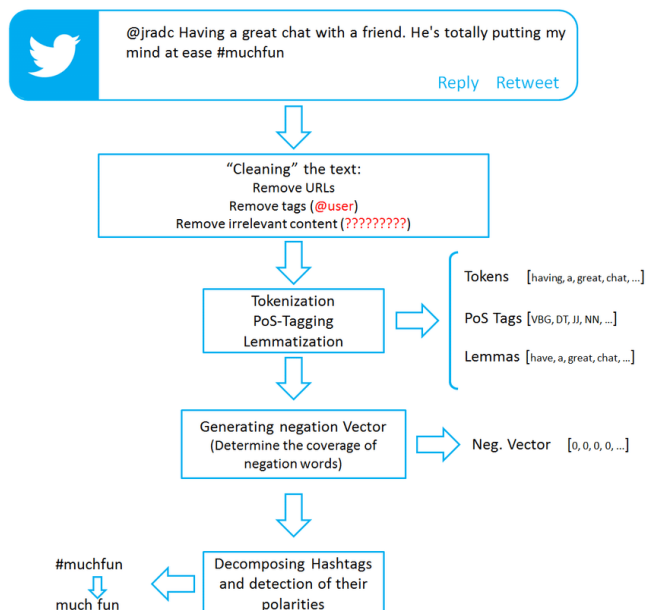 @jradc Having a great chat with a friend. He's totally putting my
mind at ease #muchfun
Reply Retweet
“Cleaning” the text:
Remove URLs
Remove tags (@user)
Remove irrelevant content (?????????)
Tokenization
PoS-Tagging
Lemmatization
Tokens [having, a, great, chat, ...]
PoS Tags [VBG, DT, JJ, NN, ...]
Lemmas [have, a, great, chat, ...]
Generating negation Vector
(Determine the coverage of
negation words)
Neg. Vector [0, 0, 0, 0, ...]
Decomposing Hashtags
and detection of their
polarities
#muchfun
much fun